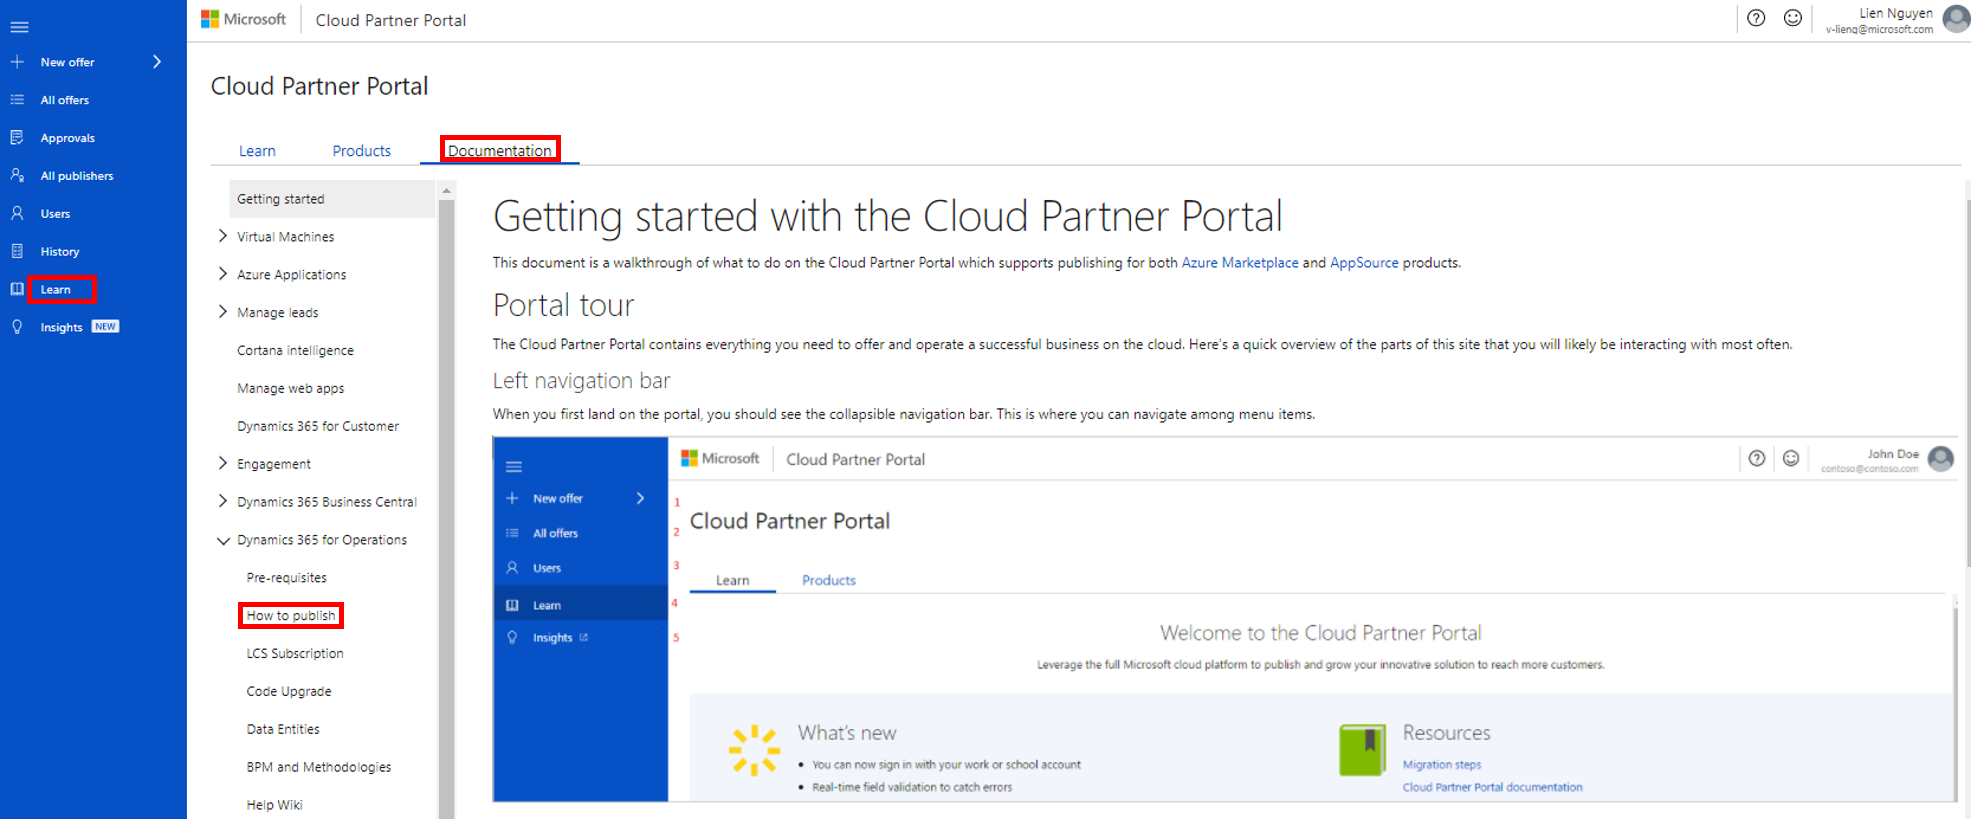 Microsoft
Cloud Partner Portal
Lien Nguyen
v-lienq@microsoft.com
New offer
All offers
Approvals
All publishers
Users
History
Learn
Insights NEW
Cloud Partner Portal
Learn Products Documentation
Getting started
Virtual Machines
Azure Applications
Manage leads
Cortana intelligence
Manage web apps
Dynamics 365 for Customer
Engagement
Dynamics 365 Business Central
Dynamics 365 for Operations
Pre-requisites
How to publish
LCS Subscription
Code Upgrade
Data Entities
BPM and Methodologies
Help Wiki
Getting started with the Cloud Partner Portal
This document is a walkthrough of what to do on the Cloud Partner Portal which supports publishing for both Azure Marketplace and AppSource products.
Portal tour
The Cloud Partner Portal contains everything you need to offer and operate a successful business on the cloud. Here's a quick overview of the parts of this site that you will likely be interacting with most often.
Left navigation bar
When you first land on the portal, you should see the collapsible navigation bar. This is where you can navigate among menu items.
Microsoft
Cloud Partner Portal
John Doe
contoso@contoso.com
New offer 1
All offers 2
Users 3
Learn 4
Insights 5
Cloud Partner Portal
Learn Products
Welcome to the Cloud Partner Portal
Leverage the full Microsoft cloud platform to publish and grow your innovative solution to reach more customers.
What's new
• You can now sign in with your work or school account
• Real-time field validation to catch errors
Resources
Migration steps
Cloud Partner Portal documentation